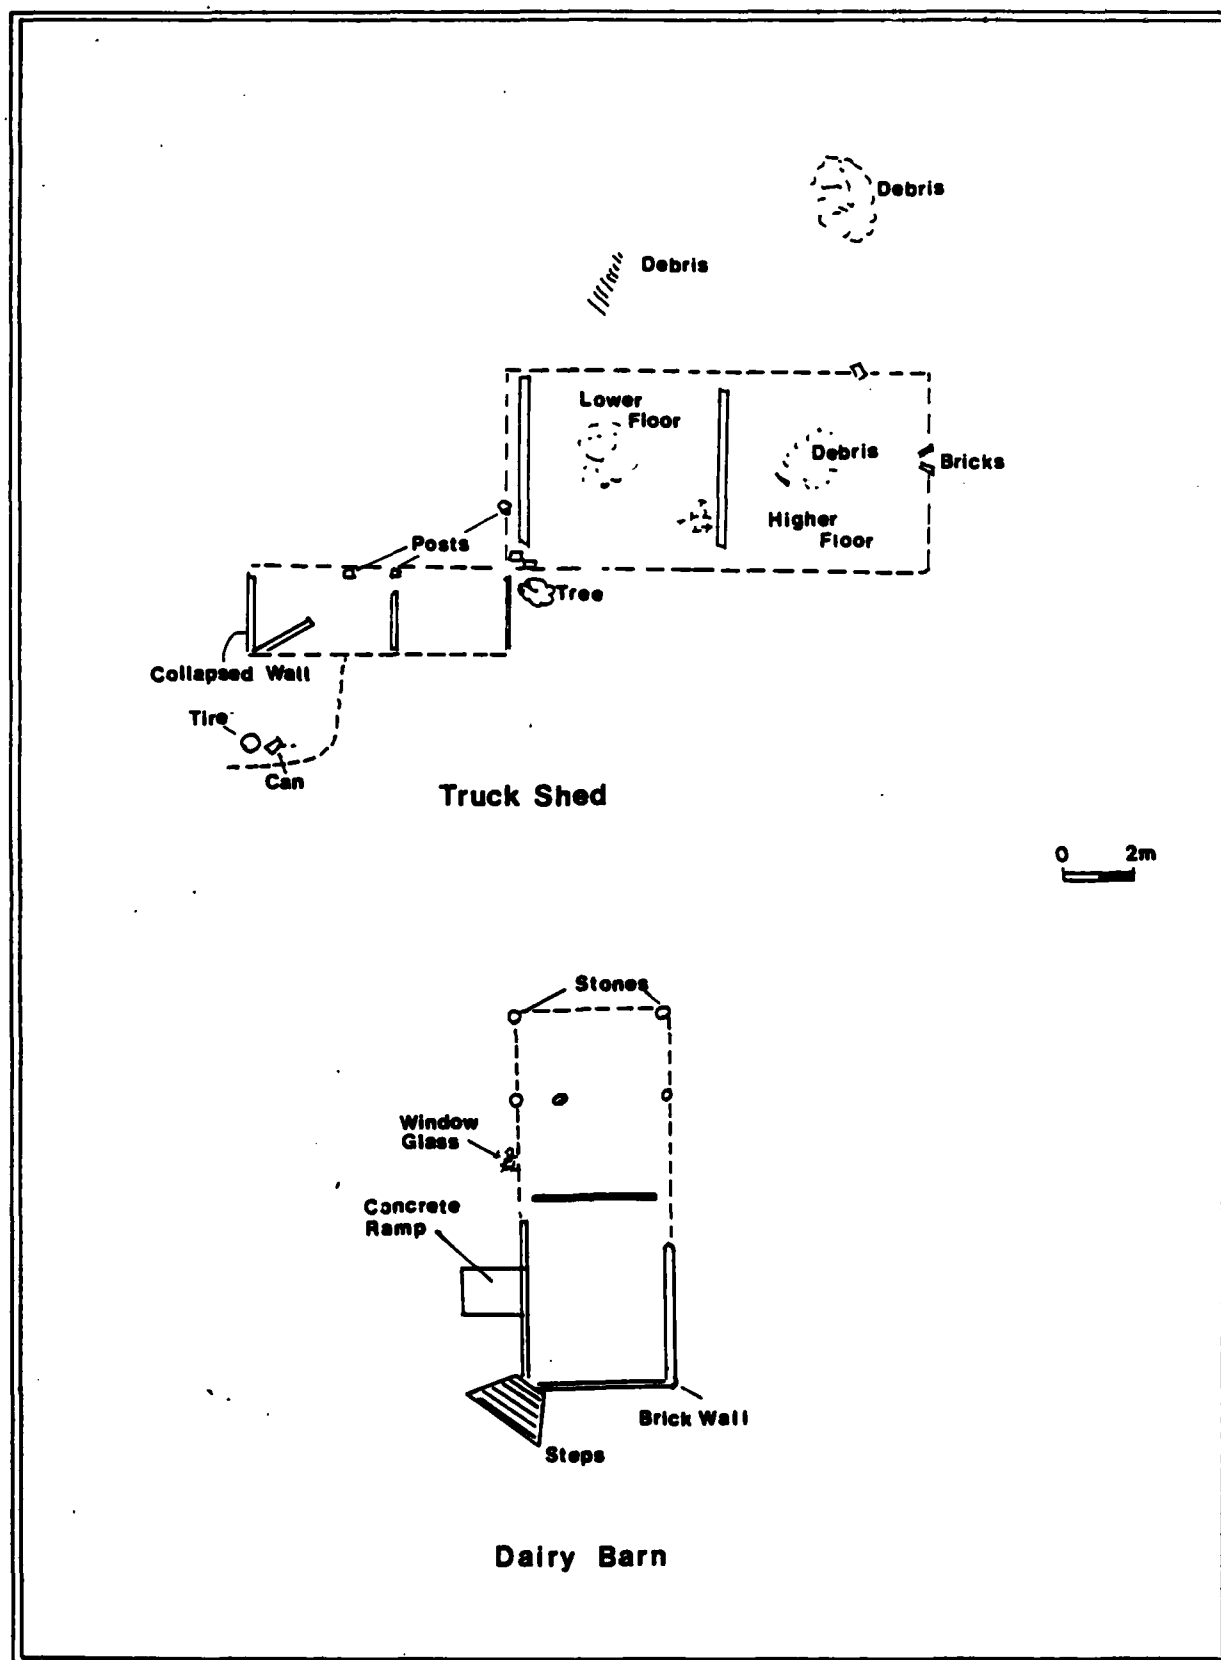 Debris
Debris
Lower
Floor
Debris
Bricks
Higher
Floor
Posts
Tree
Collapsed Wall
Tire
Can
Truck Shed
0 2m
Stones
Window
Glass
Concrete
Ramp
Brick Wall
Steps
Dairy Barn